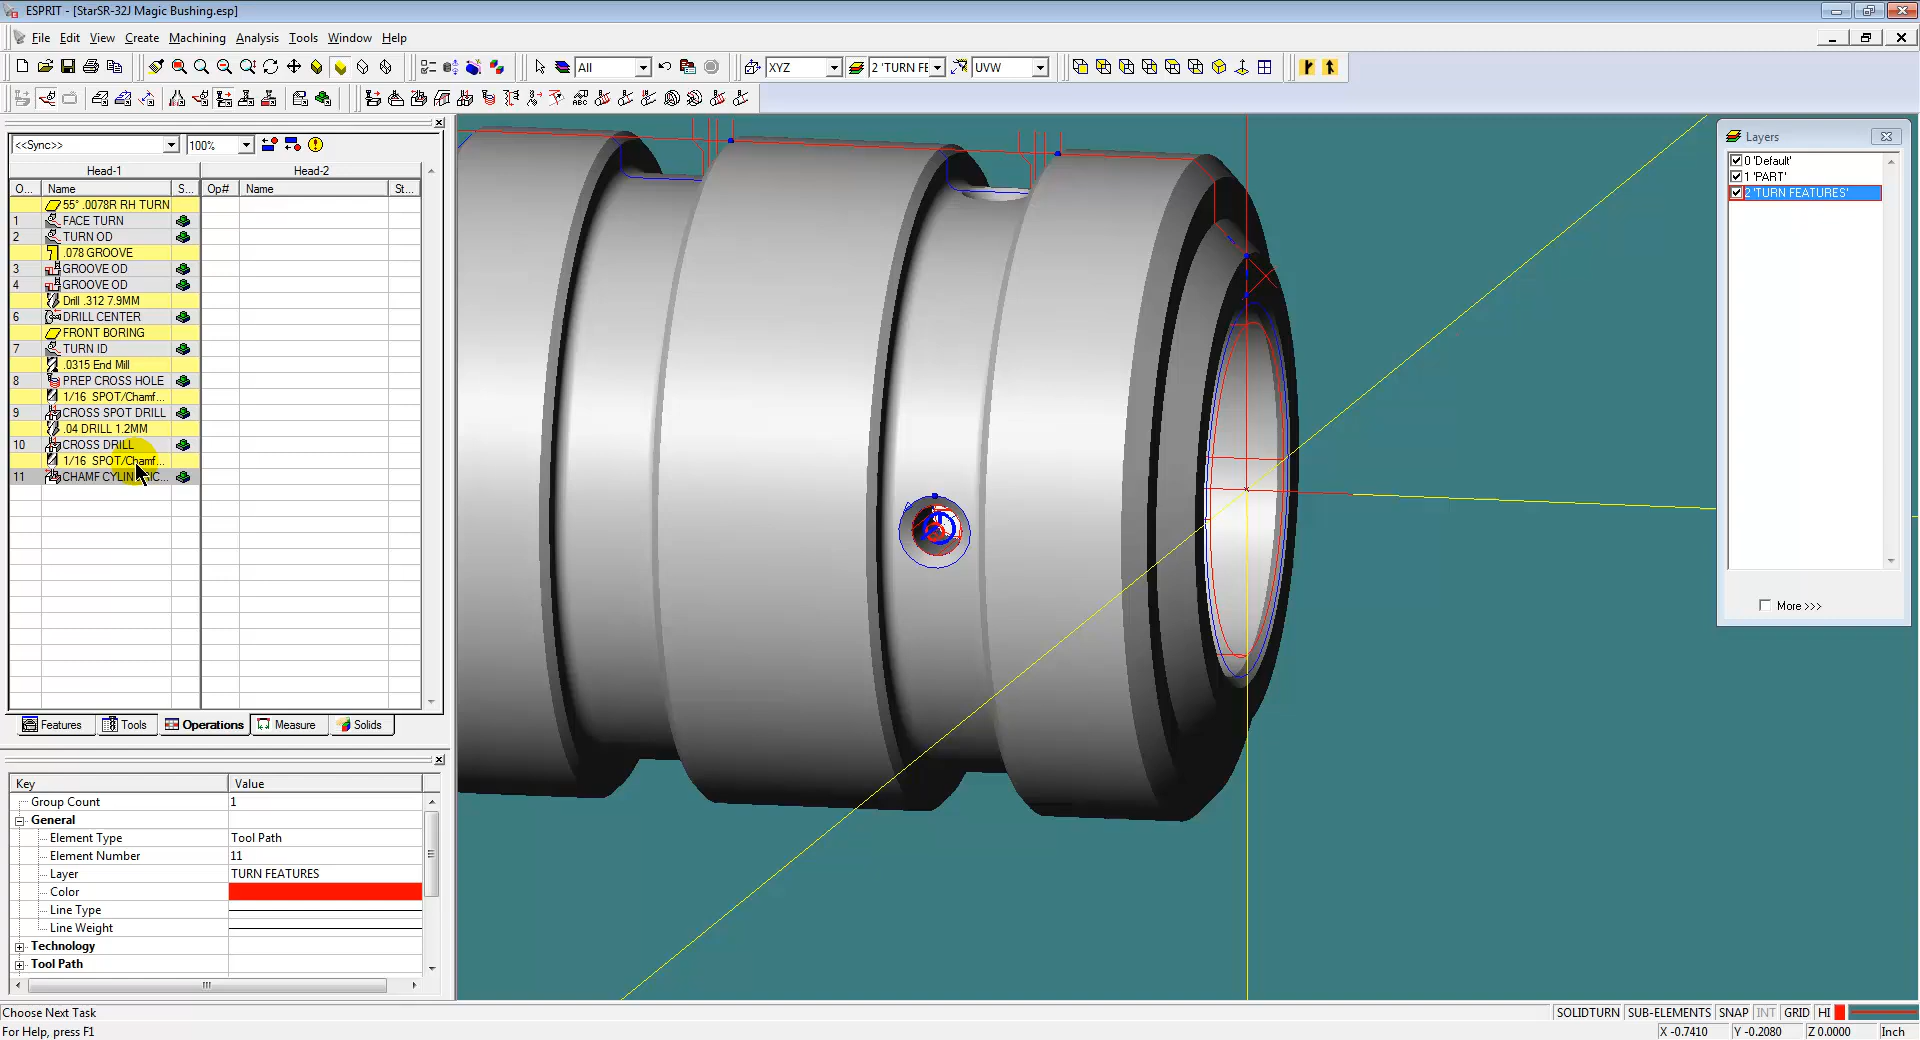 ESPRIT - [StarSR-32J Magic Bushing.esp]
File Edit View Create Machining Analysis Tools Window Help
All XYZ 2 'TURN FE UVW
<<Sync>> 100%
Head-1 Head-2
O... Name S... Op# Name St...
55° .0078R RH TURN
1 FACE TURN
2 TURN OD
.078 GROOVE
3 GROOVE OD
4 GROOVE OD
Drill .312 7.9MM
6 DRILL CENTER
FRONT BORING
7 TURN ID
.0315 End Mill
8 PREP CROSS HOLE
1/16 SPOT/Chamf...
9 CROSS SPOT DRILL
.04 DRILL 1.2MM
10 CROSS DRILL
1/16 SPOT/Chamf...
11 CHAMF CYLINDRIC...
Features Tools Operations Measure Solids
Key Value
Group Count 1
General
Element Type Tool Path
Element Number 11
Layer TURN FEATURES
Color
Line Type
Line Weight
Technology
Tool Path
Layers
0 'Default'
1 'PART'
2 'TURN FEATURES'
More >>>
Choose Next Task
SOLIDTURN SUB-ELEMENTS SNAP INT GRID HI
For Help, press F1
X -0.7410 Y -0.2080 Z 0.0000 Inch